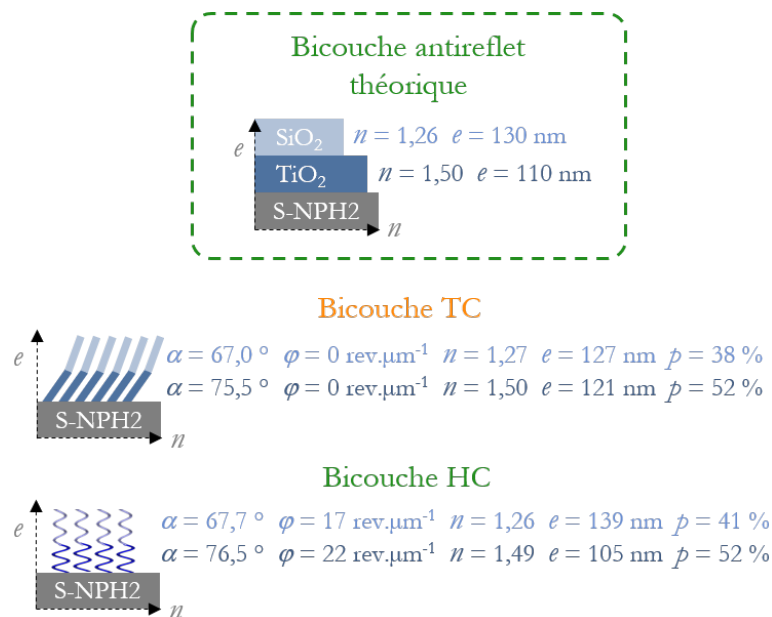 Bicouche antireflet
théorique
e
SiO₂ n = 1,26 e = 130 nm
TiO₂ n = 1,50 e = 110 nm
S-NPH2
n
Bicouche TC
e
α = 67,0 ° φ = 0 rev.µm⁻¹ n = 1,27 e = 127 nm p = 38 %
α = 75,5 ° φ = 0 rev.µm⁻¹ n = 1,50 e = 121 nm p = 52 %
S-NPH2
n
Bicouche HC
e
α = 67,7 ° φ = 17 rev.µm⁻¹ n = 1,26 e = 139 nm p = 41 %
α = 76,5 ° φ = 22 rev.µm⁻¹ n = 1,49 e = 105 nm p = 52 %
S-NPH2
n